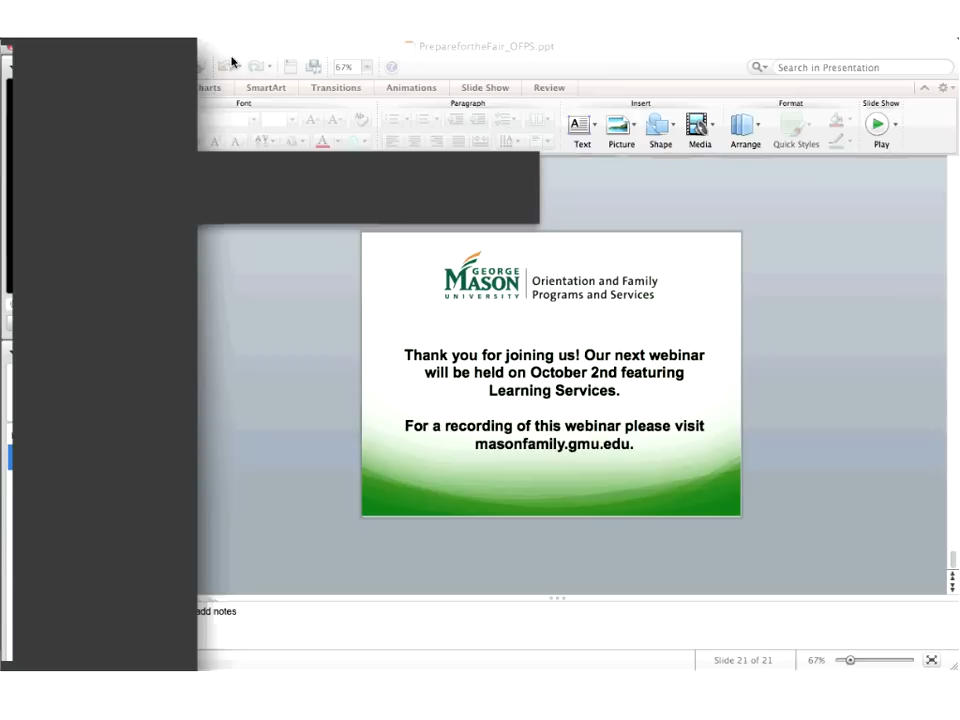 PreparefortheFair_OFPS.ppt
67%
Search in Presentation
harts SmartArt Transitions Animations Slide Show Review
Font Paragraph Insert Format Slide Show
Text Picture Shape Media Arrange Quick Styles Play
GEORGE
MASON
UNIVERSITY
Orientation and Family
Programs and Services
Thank you for joining us! Our next webinar
will be held on October 2nd featuring
Learning Services.
For a recording of this webinar please visit
masonfamily.gmu.edu.
add notes
Slide 21 of 21 67%